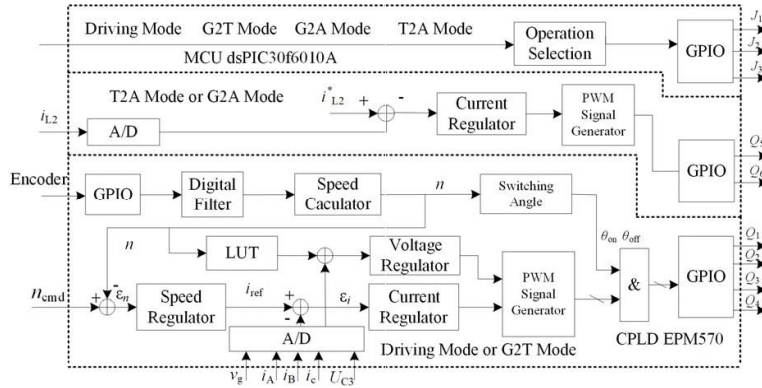 Driving Mode G2T Mode G2A Mode T2A Mode
MCU dsPIC30f6010A
Operation
Selection
GPIO
J1
J2
J3
T2A Mode or G2A Mode
i*L2
+
-
iL2
A/D
Current
Regulator
PWM
Signal
Generator
GPIO
Q5
Q6
Encoder
GPIO
Digital
Filter
Speed
Caculator
n
Switching
Angle
n
LUT
Voltage
Regulator
θon θoff
PWM
Signal
Generator
&
GPIO
Q1
Q2
Q3
Q4
ncmd
+
-
εn
Speed
Regulator
iref
+
-
εi
Current
Regulator
A/D
CPLD EPM570
Driving Mode or G2T Mode
vg iA iB ic UC3